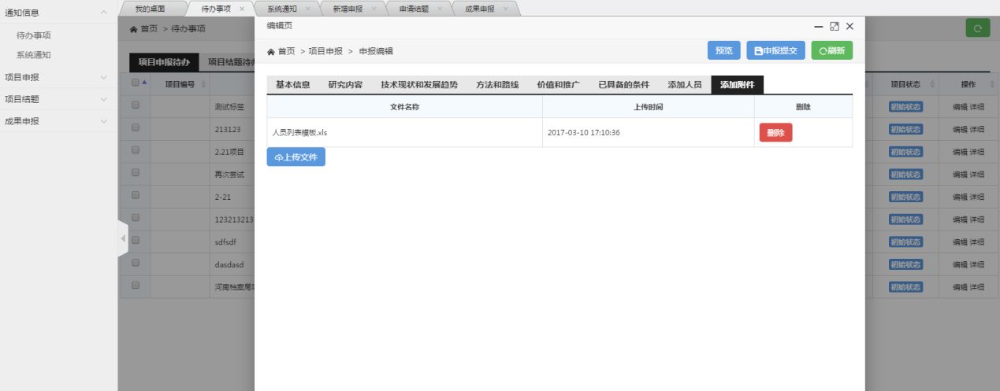 通知信息
待办事项
系统通知
项目申报
项目结题
成果申报
我的桌面 待办事项 × 系统通知 × 新增申报 × 申请结题 × 成果申报 ×
首页 > 待办事项
项目申报待办 项目结题待
项目编号 项目状态 操作
测试标签 初始状态 编辑 详细
213123 初始状态 编辑 详细
2.21项目 初始状态 编辑 详细
再次尝试 初始状态 编辑 详细
2-21 初始状态 编辑 详细
123213213 初始状态 编辑 详细
sdfsdf 初始状态 编辑 详细
dasdasd 初始状态 编辑 详细
河南档案局 初始状态 编辑 详细
编辑页
首页 > 项目申报 > 申报编辑 预览 申报提交 刷新
基本信息 研究内容 技术现状和发展趋势 方法和路线 价值和推广 已具备的条件 添加人员 添加附件
文件名称 上传时间 删除
人员列表模板.xls 2017-03-10 17:10:36 删除
上传文件